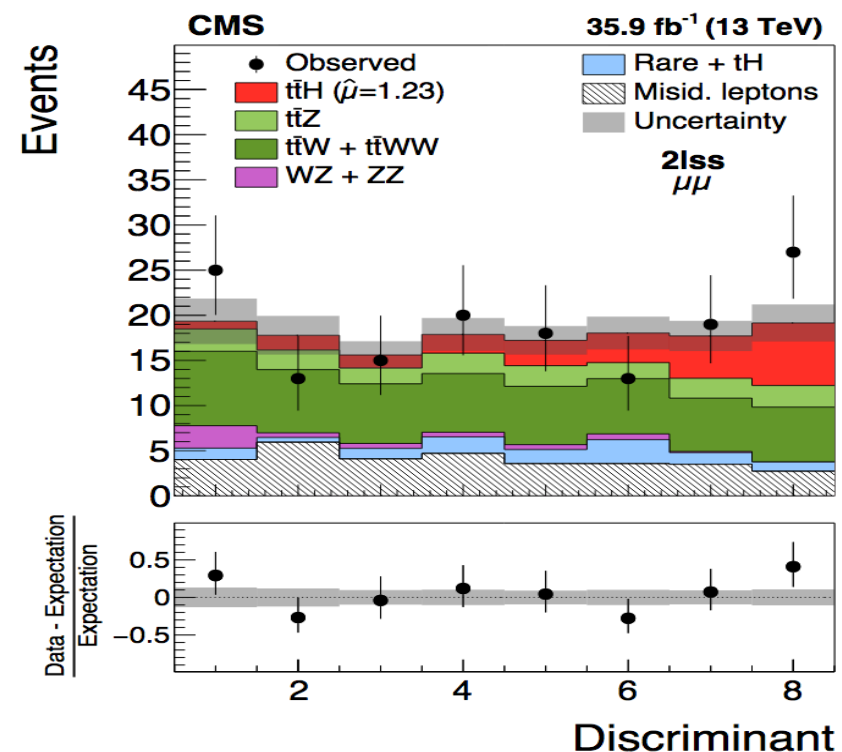 CMS
35.9 fb⁻¹ (13 TeV)
Events
Observed
tt̄H (μ̂=1.23)
tt̄Z
tt̄W + tt̄WW
WZ + ZZ
Rare + tH
Misid. leptons
Uncertainty
2lss
μμ
45
40
35
30
25
20
15
10
5
0
Data - Expectation
Expectation
0.5
0
−0.5
2
4
6
8
Discriminant